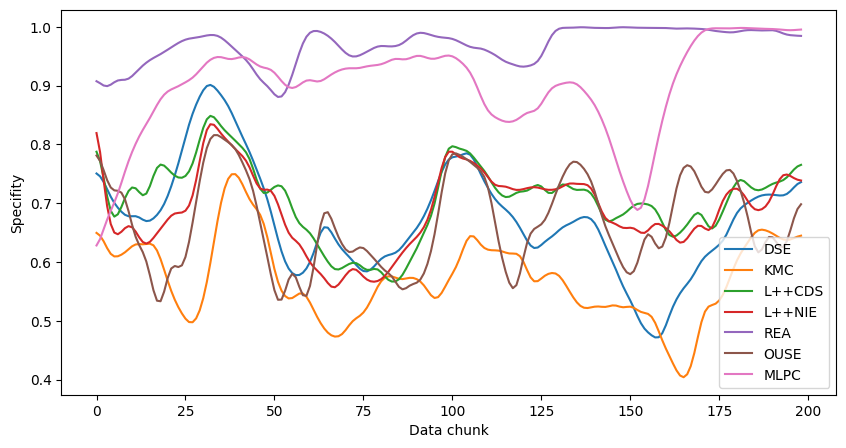 1.0
0.9
0.8
0.7
0.6
0.5
0.4
Specifity
0
25
50
75
100
125
150
175
200
Data chunk
DSE
KMC
L++CDS
L++NIE
REA
OUSE
MLPC